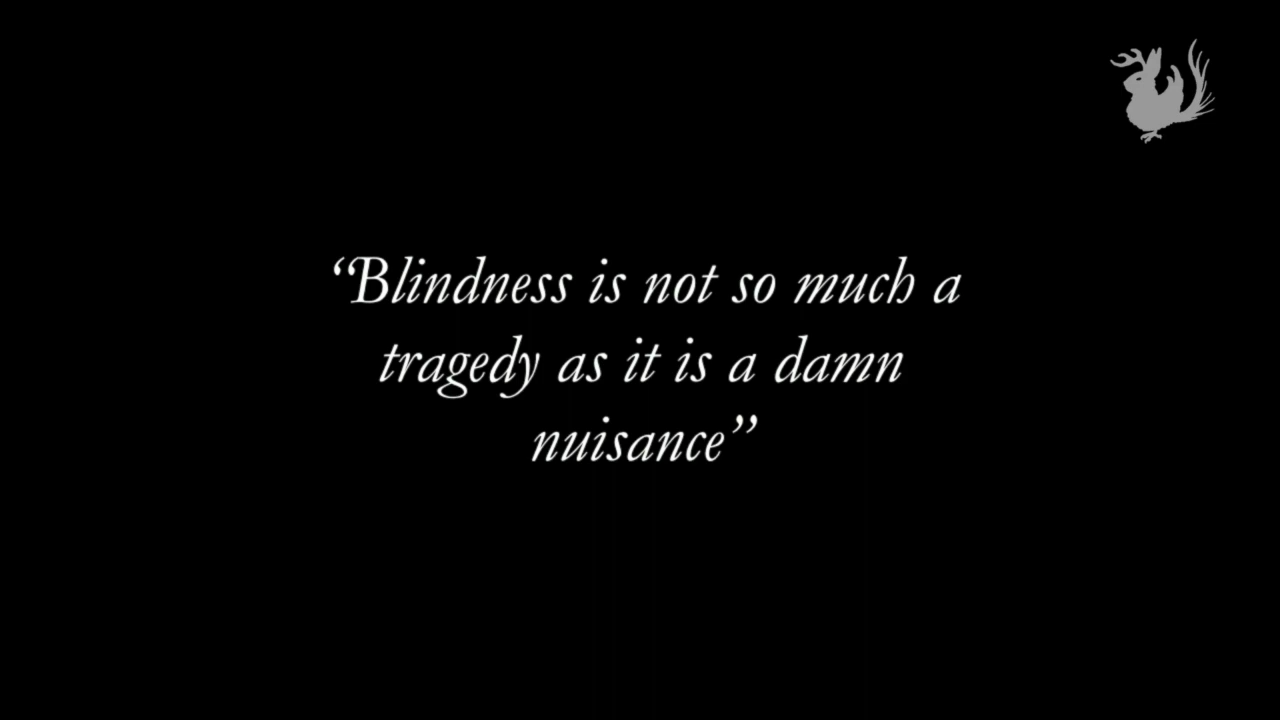 “Blindness is not so much a
tragedy as it is a damn
nuisance”